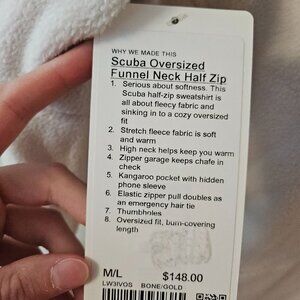 WHY WE MADE THIS
Scuba Oversized
Funnel Neck Half Zip
1. Serious about softness. This
Scuba half-zip sweatshirt is
all about fleecy fabric and
sinking in to a cozy oversized
fit
2. Stretch fleece fabric is soft
and warm
3. High neck helps keep you warm
4. Zipper garage keeps chafe in
check
5. Kangaroo pocket with hidden
phone sleeve
6. Elastic zipper pull doubles as
an emergency hair tie
7. Thumbholes
8. Oversized fit, bum-covering
length
M/L $148.00
LW3IVOS BONE/GOLD